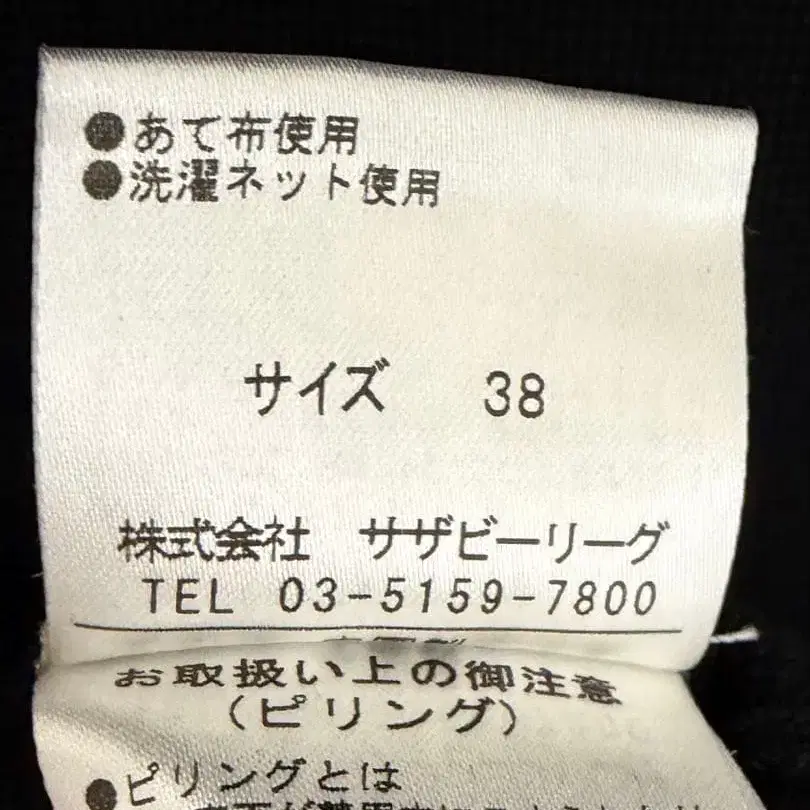 ●あて布使用
●洗濯ネット使用
サイズ 38
株式会社 サザビーリーグ
TEL 03-5159-7800
お取扱い上の御注意
(ピリング)
●ピリングとは